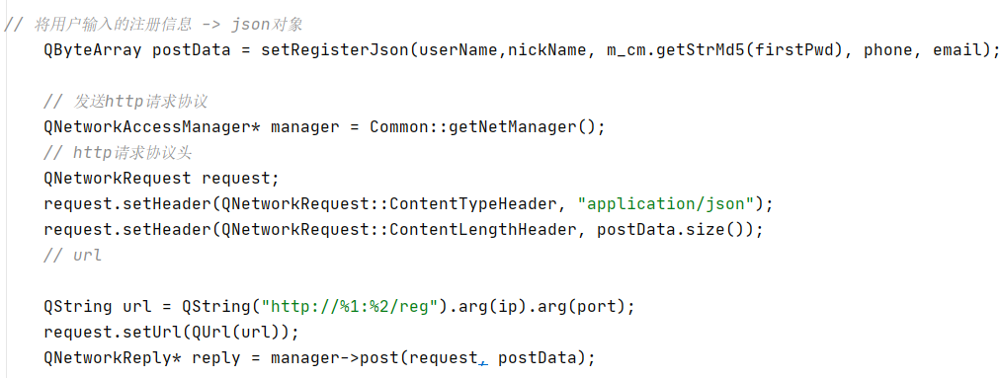 // 将用户输入的注册信息 -> json对象
QByteArray postData = setRegisterJson(userName,nickName, m_cm.getStrMd5(firstPwd), phone, email);
// 发送http请求协议
QNetworkAccessManager* manager = Common::getNetManager();
// http请求协议头
QNetworkRequest request;
request.setHeader(QNetworkRequest::ContentTypeHeader, "application/json");
request.setHeader(QNetworkRequest::ContentLengthHeader, postData.size());
// url
QString url = QString("http://%1:%2/reg").arg(ip).arg(port);
request.setUrl(QUrl(url));
QNetworkReply* reply = manager->post(request, postData);